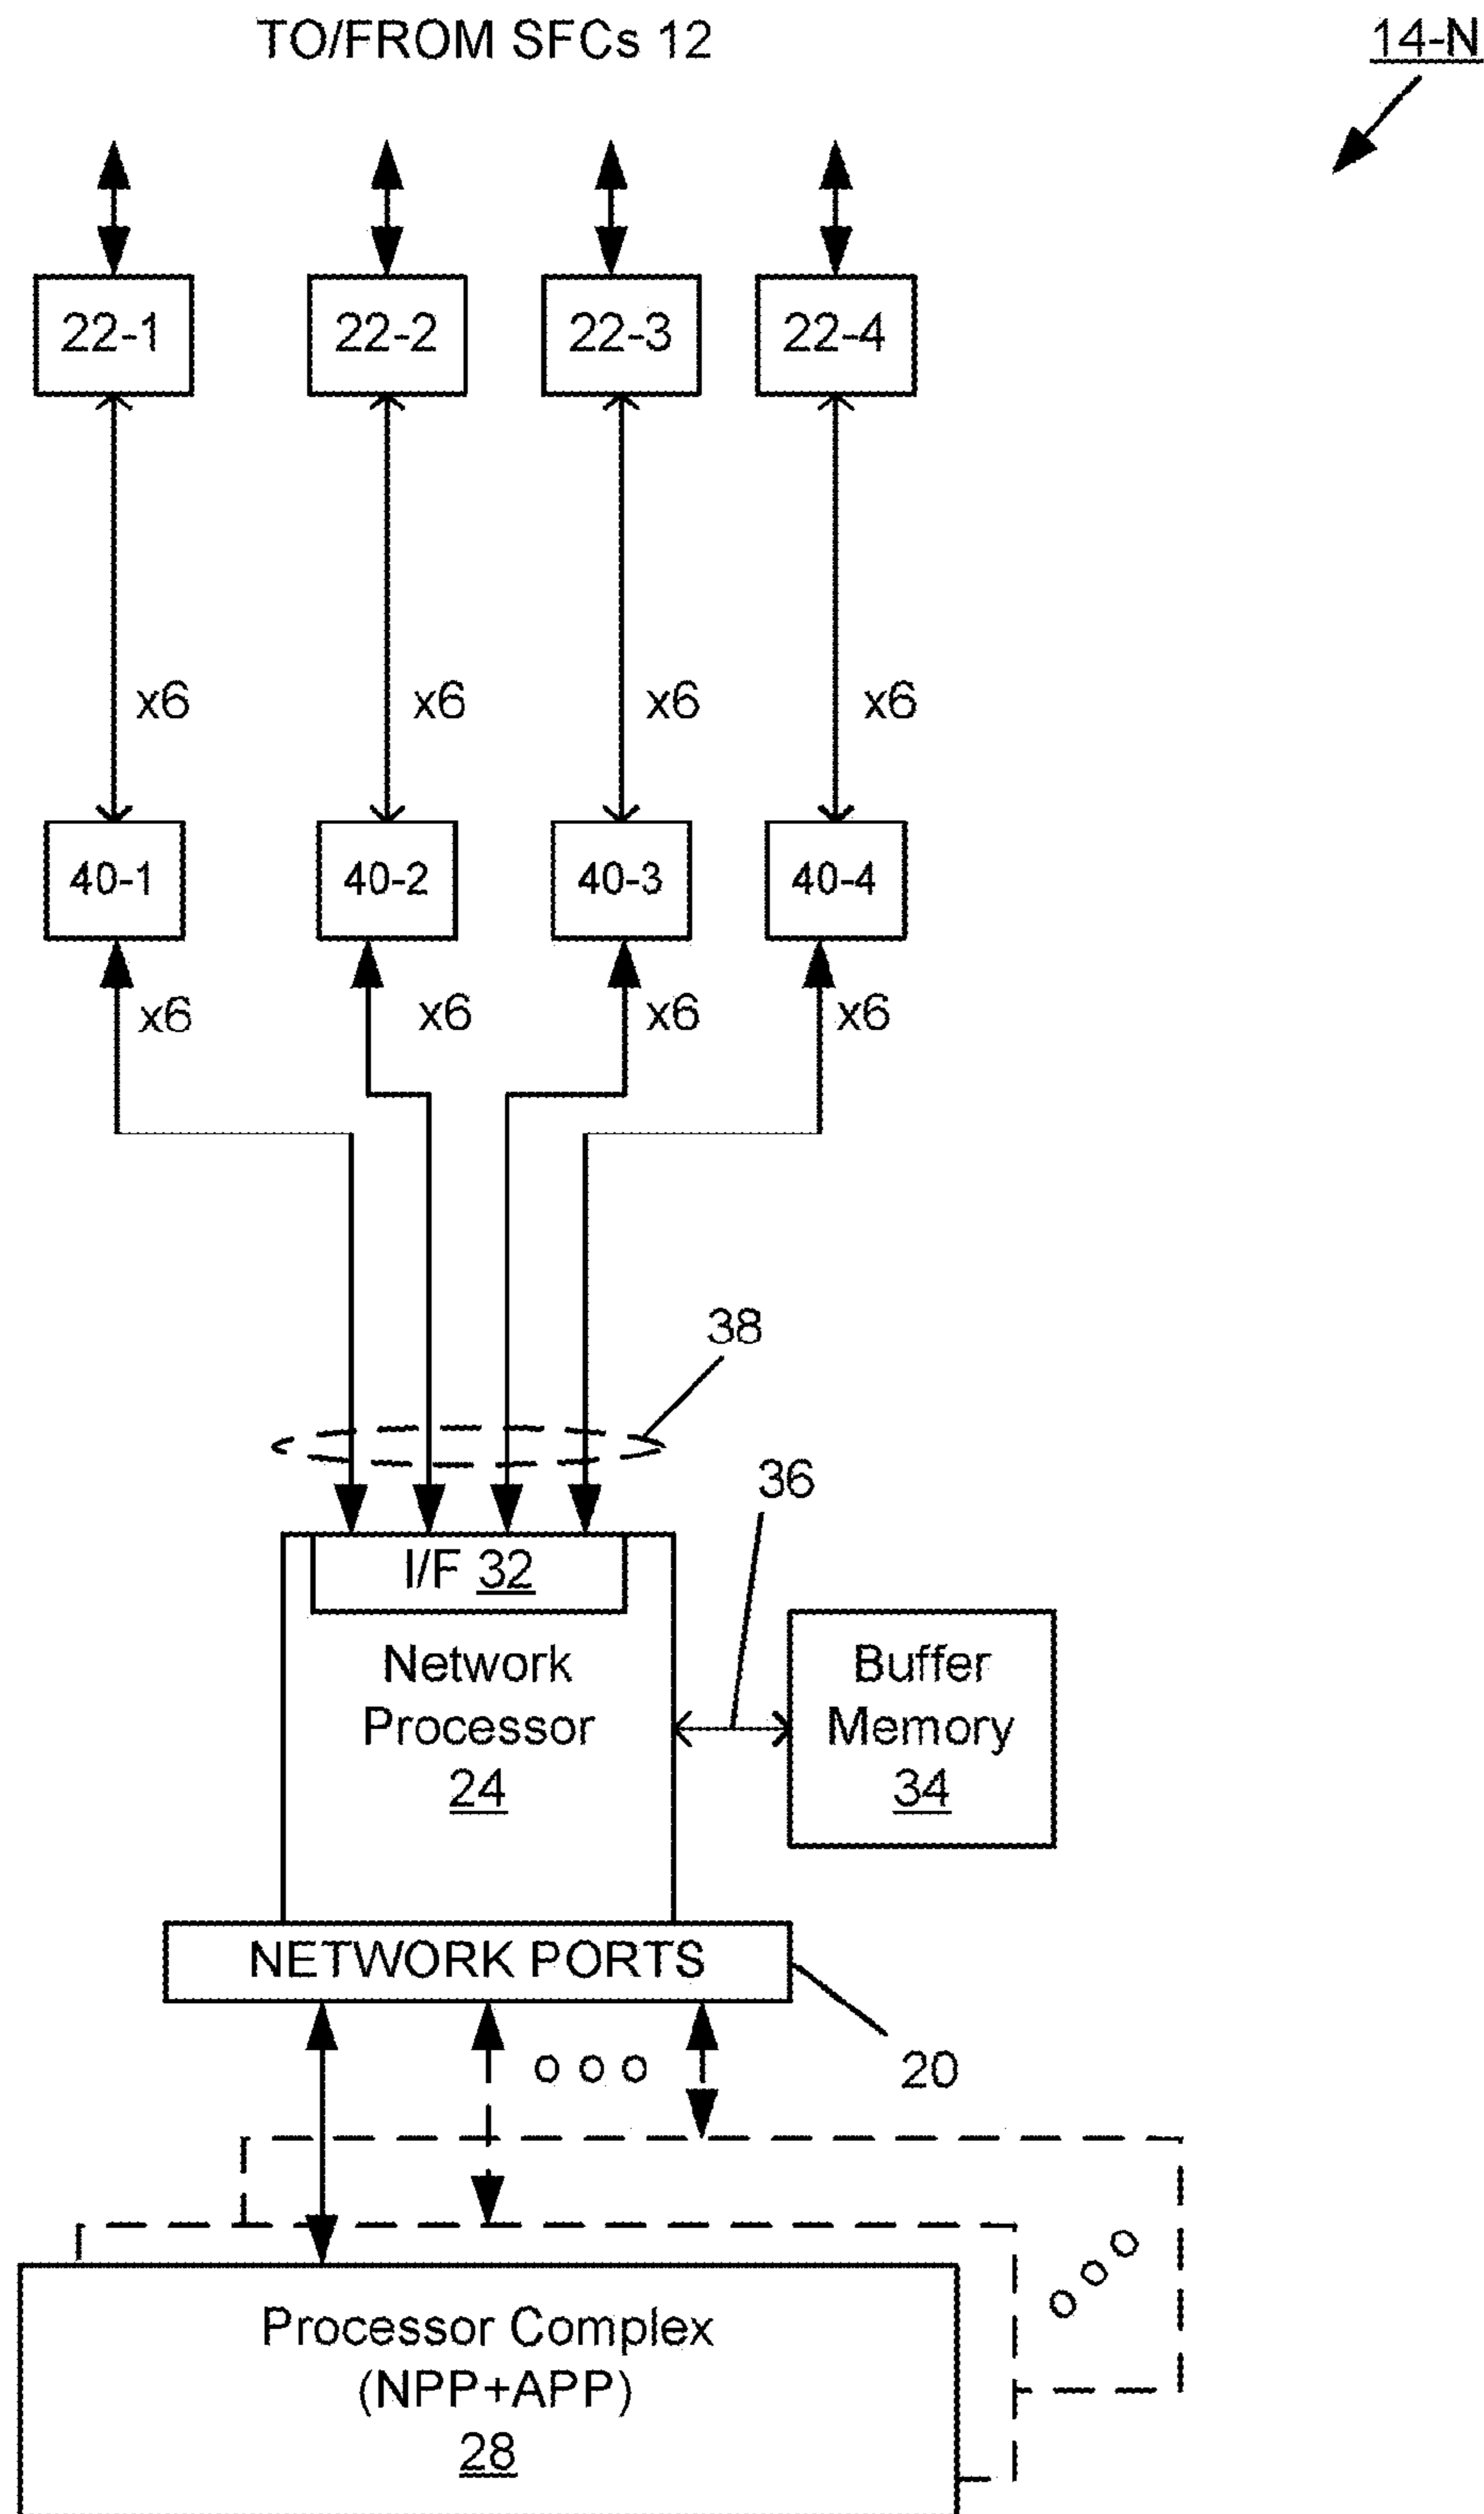 TO/FROM SFCs 12
14-N
22-1
22-2
22-3
22-4
x6
x6
x6
x6
40-1
40-2
40-3
40-4
x6
x6
x6
x6
38
36
I/F 32
Network
Processor
24
Buffer
Memory
34
NETWORK PORTS
20
Processor Complex
(NPP+APP)
28